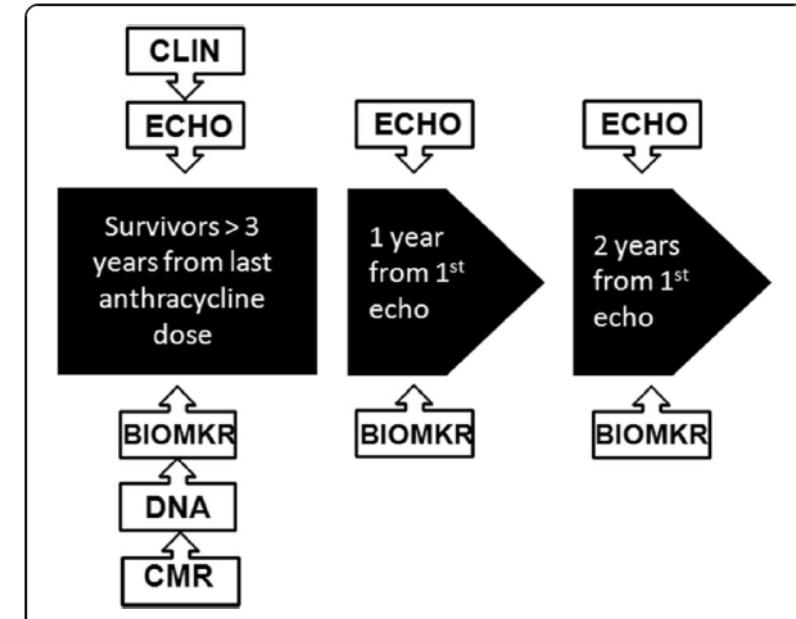 CLIN
ECHO
ECHO
ECHO
Survivors > 3
years from last
anthracycline
dose
1 year
from 1st
echo
2 years
from 1st
echo
BIOMKR
BIOMKR
BIOMKR
DNA
CMR